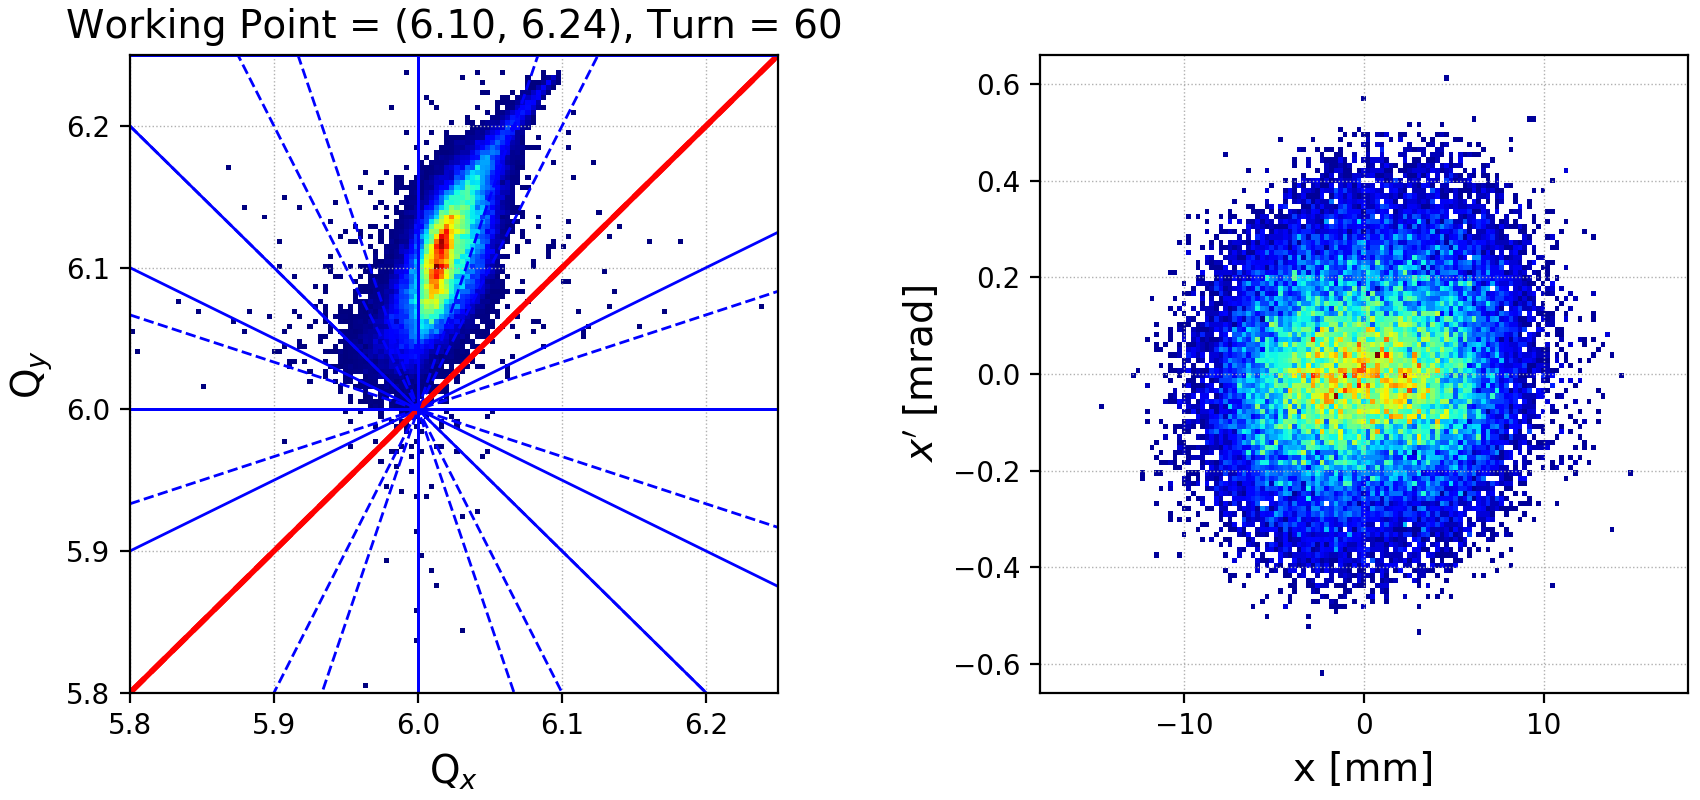 Working Point = (6.10, 6.24), Turn = 60
6.2
6.1
6.0
5.9
5.8
Q_y
5.8 5.9 6.0 6.1 6.2
Q_x
0.6
0.4
0.2
0.0
−0.2
−0.4
−0.6
x′ [mrad]
−10 0 10
x [mm]